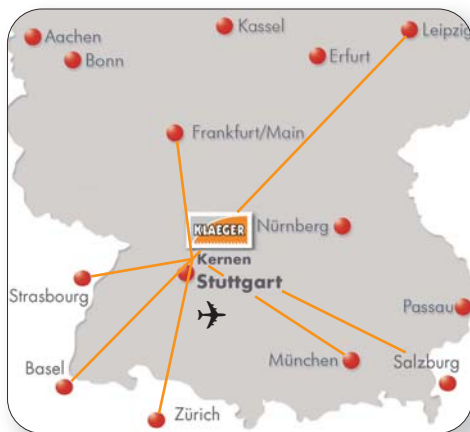 Kassel
Leipzig
Aachen
Bonn
Erfurt
Frankfurt/Main
KLAEGER
Nürnberg
Kernen
Stuttgart
Strasbourg
Passau
München
Salzburg
Basel
Zürich